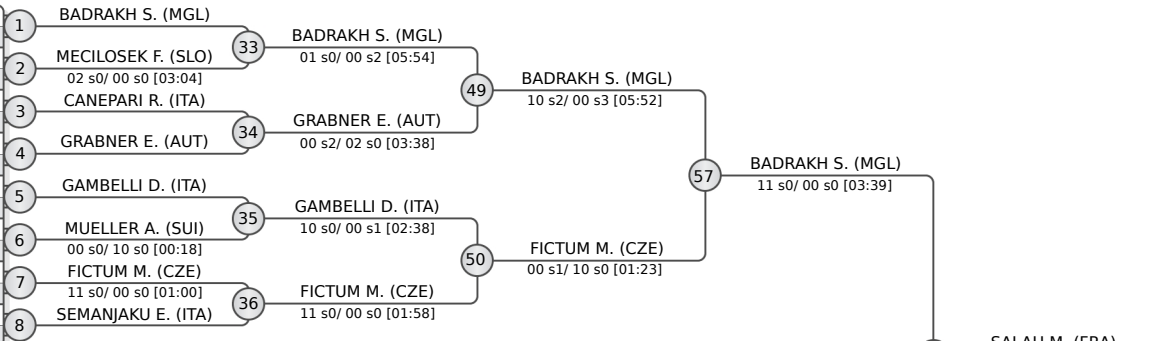 1
BADRAKH S. (MGL)
2
MECILOSEK F. (SLO)
02 s0/ 00 s0 [03:04]
3
CANEPARI R. (ITA)
4
GRABNER E. (AUT)
5
GAMBELLI D. (ITA)
6
MUELLER A. (SUI)
00 s0/ 10 s0 [00:18]
7
FICTUM M. (CZE)
11 s0/ 00 s0 [01:00]
8
SEMANJAKU E. (ITA)
33
BADRAKH S. (MGL)
01 s0/ 00 s2 [05:54]
34
GRABNER E. (AUT)
00 s2/ 02 s0 [03:38]
35
GAMBELLI D. (ITA)
10 s0/ 00 s1 [02:38]
36
FICTUM M. (CZE)
11 s0/ 00 s0 [01:58]
49
BADRAKH S. (MGL)
10 s2/ 00 s3 [05:52]
50
FICTUM M. (CZE)
00 s1/ 10 s0 [01:23]
57
BADRAKH S. (MGL)
11 s0/ 00 s0 [03:39]